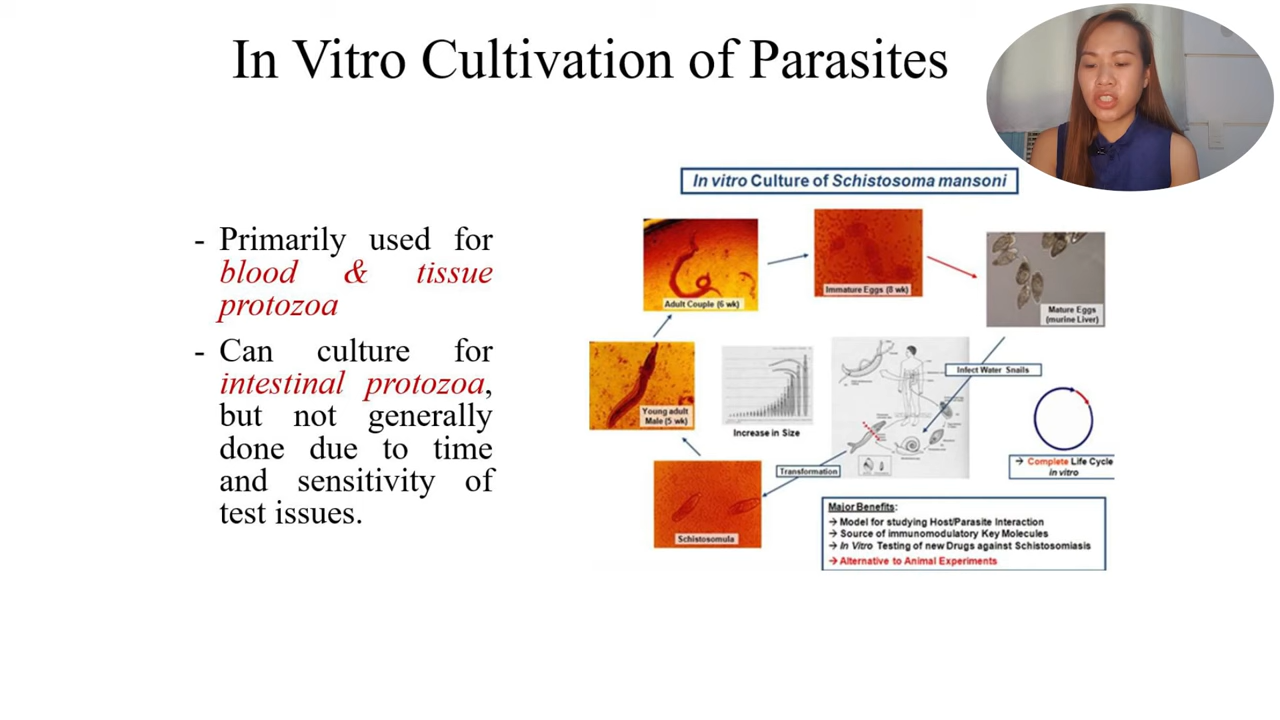 In Vitro Cultivation of Parasites
- Primarily used for
blood & tissue
protozoa
- Can culture for
intestinal protozoa,
but not generally
done due to time
and sensitivity of
test issues.
In vitro Culture of Schistosoma mansoni
Adult Couple (6 wk)
Immature Eggs (8 wk)
Mature Eggs
(murine Liver)
Infect Water Snails
Young adult
Male (5 wk)
Increase in Size
Transformation
→ Complete Life Cycle
in vitro
Schistosomula
Major Benefits:
→ Model for studying Host/Parasite Interaction
→ Source of immunomodulatory Key Molecules
→ In Vitro Testing of new Drugs against Schistosomiasis
→ Alternative to Animal Experiments